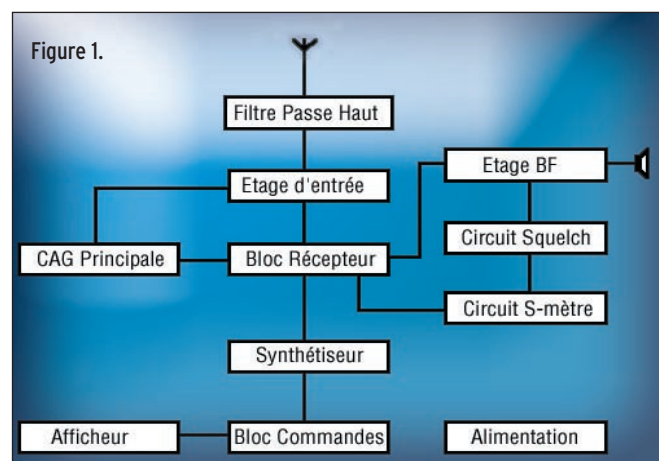 Figure 1.
Filtre Passe Haut
Etage d'entrée
Etage BF
CAG Principale
Bloc Récepteur
Circuit Squelch
Circuit S-mètre
Synthétiseur
Afficheur
Bloc Commandes
Alimentation